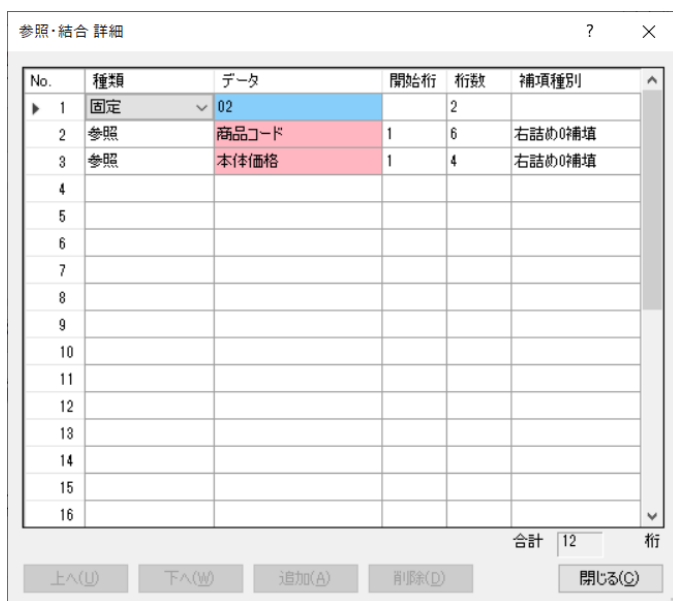 参照・結合 詳細 ?
No. 種類 データ 開始桁 桁数 補項種別
1 固定 02 2
2 参照 商品コード 1 6 右詰め0補填
3 参照 本体価格 1 4 右詰め0補填
4
5
6
7
8
9
10
11
12
13
14
15
16
合計 12 桁
上へ(U) 下へ(W) 追加(A) 削除(D) 閉じる(C)